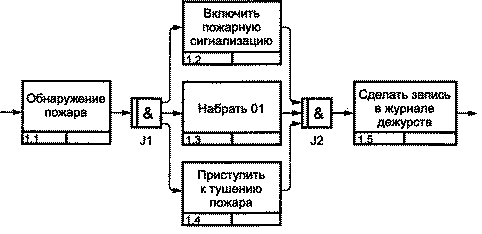 Включить
пожарную
сигнализацию
1.2
Обнаружение
пожара
1.1
&
J1
Набрать 01
1.3
&
J2
Сделать запись
в журнале
дежурста
1.5
Приступить
к тушению
пожара
1.4